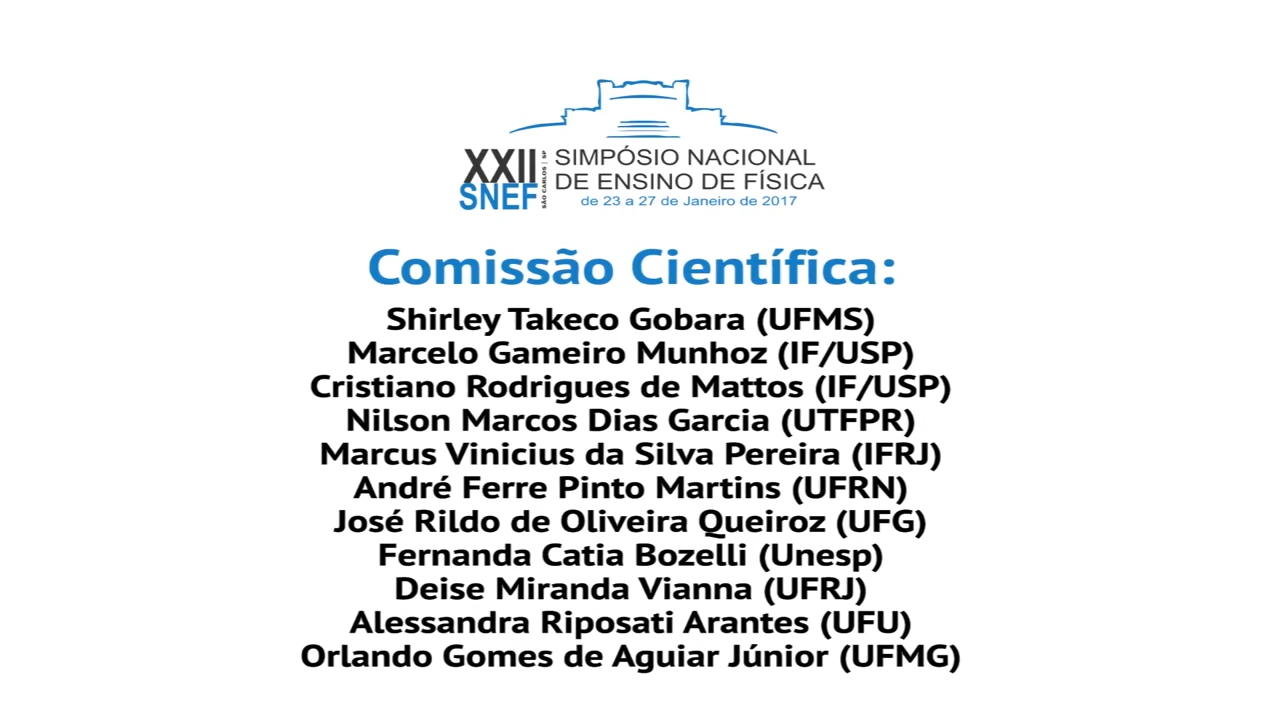 XXII
SNEF
SÃO CARLOS | SP
SIMPÓSIO NACIONAL
DE ENSINO DE FÍSICA
de 23 a 27 de Janeiro de 2017
Comissão Científica:
Shirley Takeco Gobara (UFMS)
Marcelo Gameiro Munhoz (IF/USP)
Cristiano Rodrigues de Mattos (IF/USP)
Nilson Marcos Dias Garcia (UTFPR)
Marcus Vinicius da Silva Pereira (IFRJ)
André Ferre Pinto Martins (UFRN)
José Rildo de Oliveira Queiroz (UFG)
Fernanda Catia Bozelli (Unesp)
Deise Miranda Vianna (UFRJ)
Alessandra Riposati Arantes (UFU)
Orlando Gomes de Aguiar Júnior (UFMG)